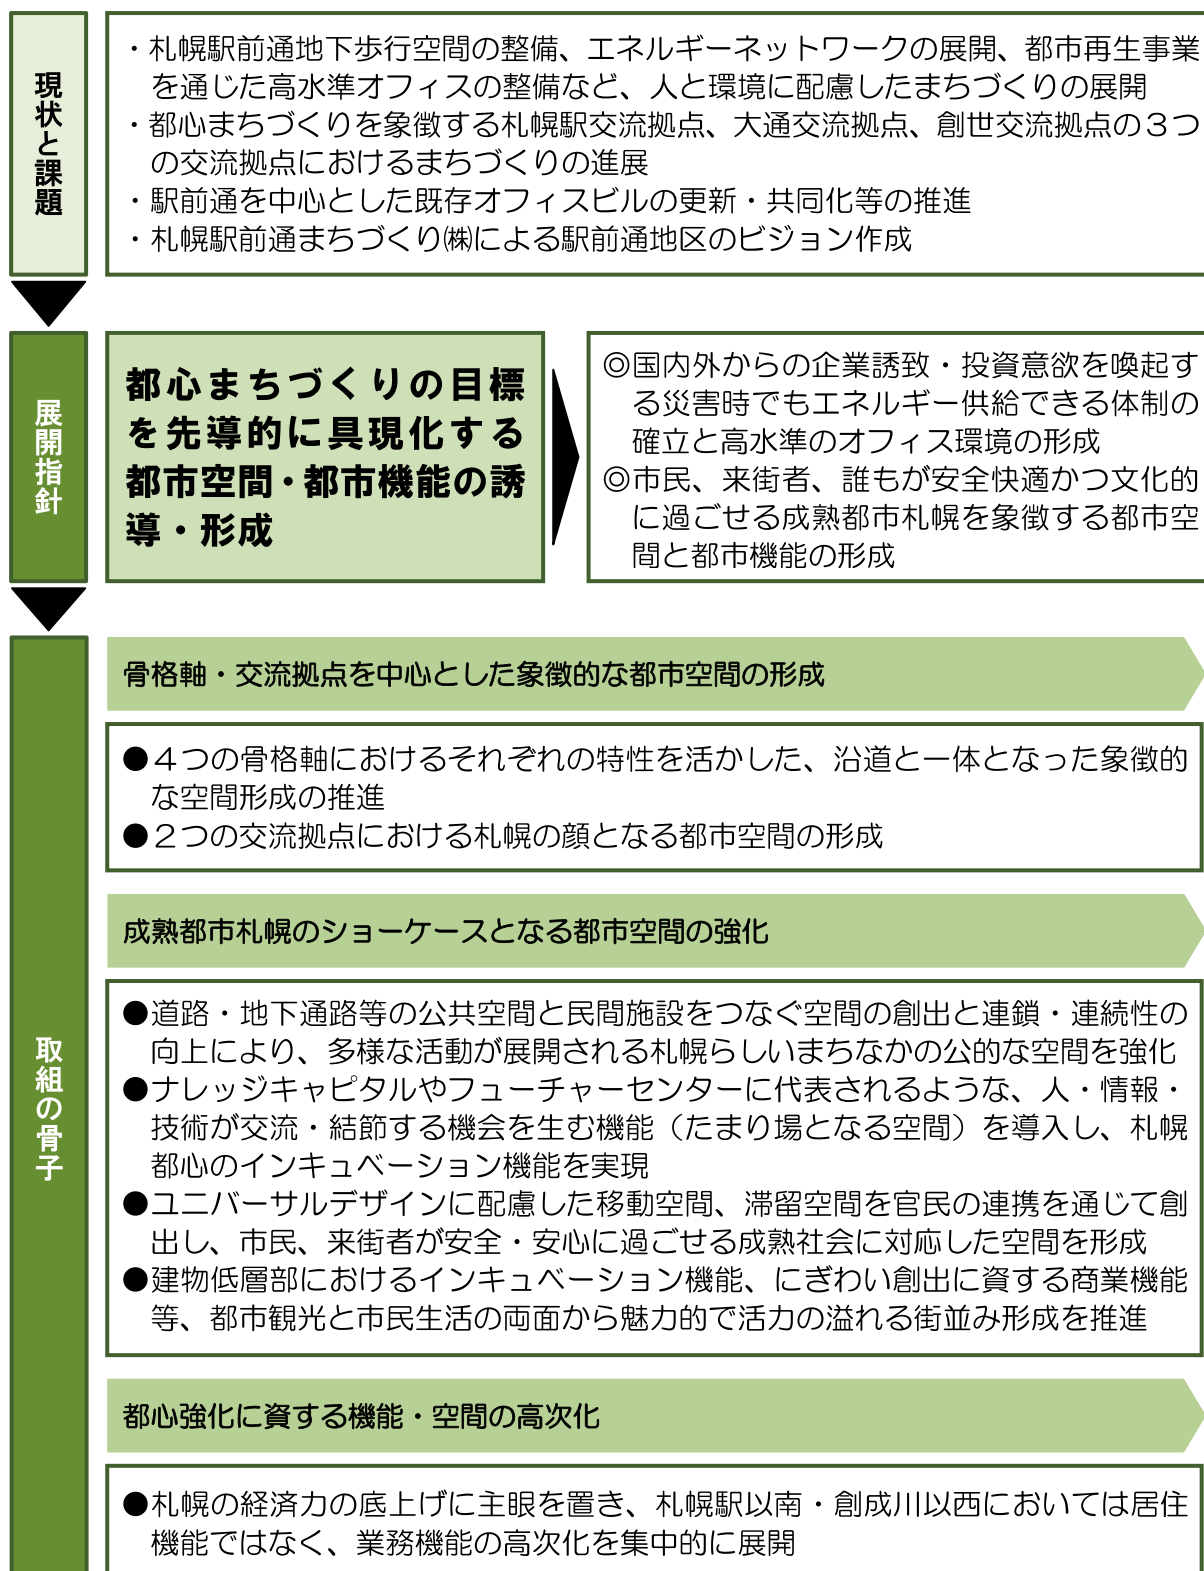 現状と課題
・札幌駅前通地下歩行空間の整備、エネルギーネットワークの展開、都市再生事業
を通じた高水準オフィスの整備など、人と環境に配慮したまちづくりの展開
・都心まちづくりを象徴する札幌駅交流拠点、大通交流拠点、創世交流拠点の３つ
の交流拠点におけるまちづくりの進展
・駅前通を中心とした既存オフィスビルの更新・共同化等の推進
・札幌駅前通まちづくり㈱による駅前通地区のビジョン作成
展開指針
都心まちづくりの目標
を先導的に具現化する
都市空間・都市機能の誘
導・形成
◎国内外からの企業誘致・投資意欲を喚起す
る災害時でもエネルギー供給できる体制の
確立と高水準のオフィス環境の形成
◎市民、来街者、誰もが安全快適かつ文化的
に過ごせる成熟都市札幌を象徴する都市空
間と都市機能の形成
取組の骨子
骨格軸・交流拠点を中心とした象徴的な都市空間の形成
●４つの骨格軸におけるそれぞれの特性を活かした、沿道と一体となった象徴的
な空間形成の推進
●２つの交流拠点における札幌の顔となる都市空間の形成
成熟都市札幌のショーケースとなる都市空間の強化
●道路・地下通路等の公共空間と民間施設をつなぐ空間の創出と連鎖・連続性の
向上により、多様な活動が展開される札幌らしいまちなかの公的な空間を強化
●ナレッジキャピタルやフューチャーセンターに代表されるような、人・情報・
技術が交流・結節する機会を生む機能（たまり場となる空間）を導入し、札幌
都心のインキュベーション機能を実現
●ユニバーサルデザインに配慮した移動空間、滞留空間を官民の連携を通じて創
出し、市民、来街者が安全・安心に過ごせる成熟社会に対応した空間を形成
●建物低層部におけるインキュベーション機能、にぎわい創出に資する商業機能
等、都市観光と市民生活の両面から魅力的で活力の溢れる街並み形成を推進
都心強化に資する機能・空間の高次化
●札幌の経済力の底上げに主眼を置き、札幌駅以南・創成川以西においては居住
機能ではなく、業務機能の高次化を集中的に展開